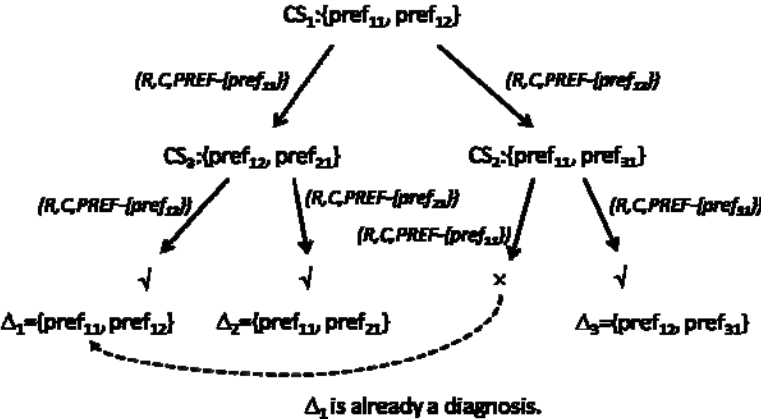 CS₁:{pref₁₁, pref₁₂}
(R,C,PREF-{pref₁₁}) (R,C,PREF-{pref₁₂})
CS₃:{pref₁₂, pref₂₁} CS₂:{pref₁₁, pref₃₁}
(R,C,PREF-{pref₁₂}) (R,C,PREF-{pref₂₁}) (R,C,PREF-{pref₃₁})
(R,C,PREF-{pref₁₁})
√ √ × √
Δ₁={pref₁₁, pref₁₂} Δ₂={pref₁₁, pref₂₁} Δ₃={pref₁₂, pref₃₁}
Δ₁ is already a diagnosis.